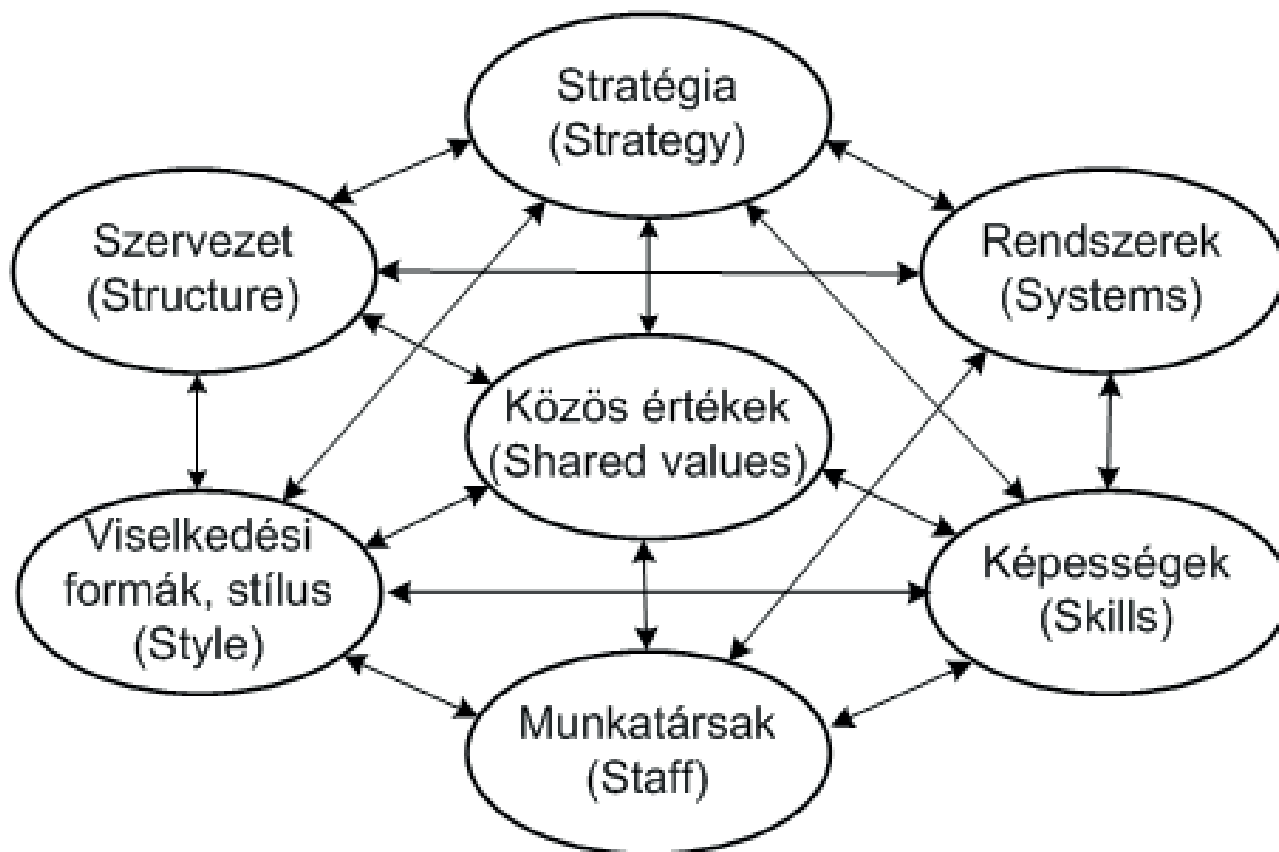 Stratégia
(Strategy)
Szervezet
(Structure)
Rendszerek
(Systems)
Közös értékek
(Shared values)
Viselkedési
formák, stílus
(Style)
Képességek
(Skills)
Munkatársak
(Staff)